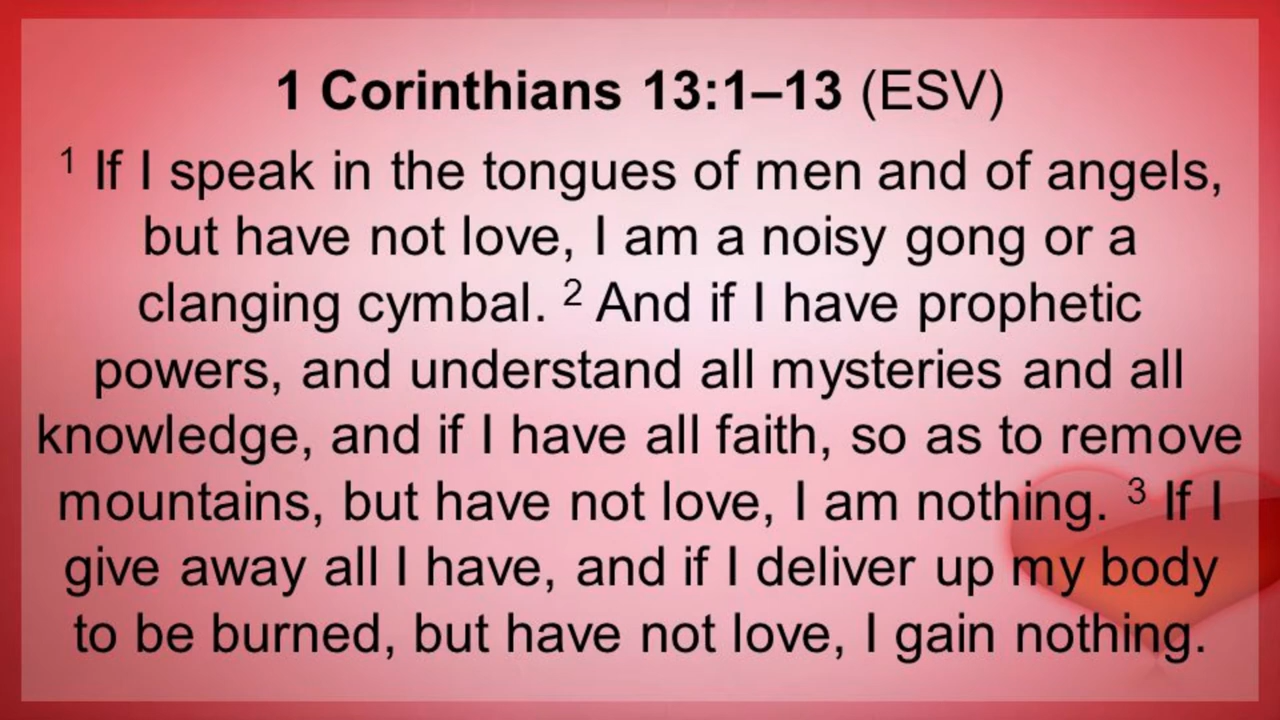 1 Corinthians 13:1–13 (ESV)
1 If I speak in the tongues of men and of angels,
but have not love, I am a noisy gong or a
clanging cymbal. 2 And if I have prophetic
powers, and understand all mysteries and all
knowledge, and if I have all faith, so as to remove
mountains, but have not love, I am nothing. 3 If I
give away all I have, and if I deliver up my body
to be burned, but have not love, I gain nothing.